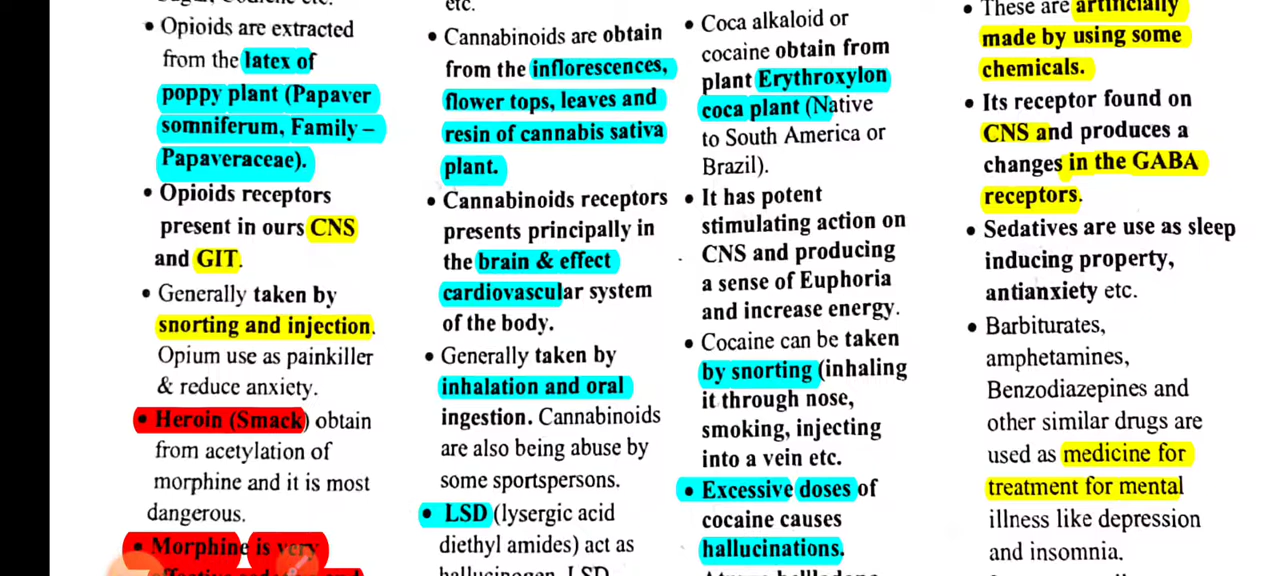 • Opioids are extracted
from the latex of
poppy plant (Papaver
somniferum, Family –
Papaveraceae).
• Opioids receptors
present in ours CNS
and GIT.
• Generally taken by
snorting and injection.
Opium use as painkiller
& reduce anxiety.
• Heroin (Smack) obtain
from acetylation of
morphine and it is most
dangerous.
• Morphine is very
etc.
• Cannabinoids are obtain
from the inflorescences,
flower tops, leaves and
resin of cannabis sativa
plant.
• Cannabinoids receptors
presents principally in
the brain & effect
cardiovascular system
of the body.
• Generally taken by
inhalation and oral
ingestion. Cannabinoids
are also being abuse by
some sportspersons.
• LSD (lysergic acid
diethyl amides) act as
hallucinogen. LSD
• Coca alkaloid or
cocaine obtain from
plant Erythroxylon
coca plant (Native
to South America or
Brazil).
• It has potent
stimulating action on
CNS and producing
a sense of Euphoria
and increase energy.
• Cocaine can be taken
by snorting (inhaling
it through nose,
smoking, injecting
into a vein etc.
• Excessive doses of
cocaine causes
hallucinations.
• These are artificially
made by using some
chemicals.
• Its receptor found on
CNS and produces a
changes in the GABA
receptors.
• Sedatives are use as sleep
inducing property,
antianxiety etc.
• Barbiturates,
amphetamines,
Benzodiazepines and
other similar drugs are
used as medicine for
treatment for mental
illness like depression
and insomnia.